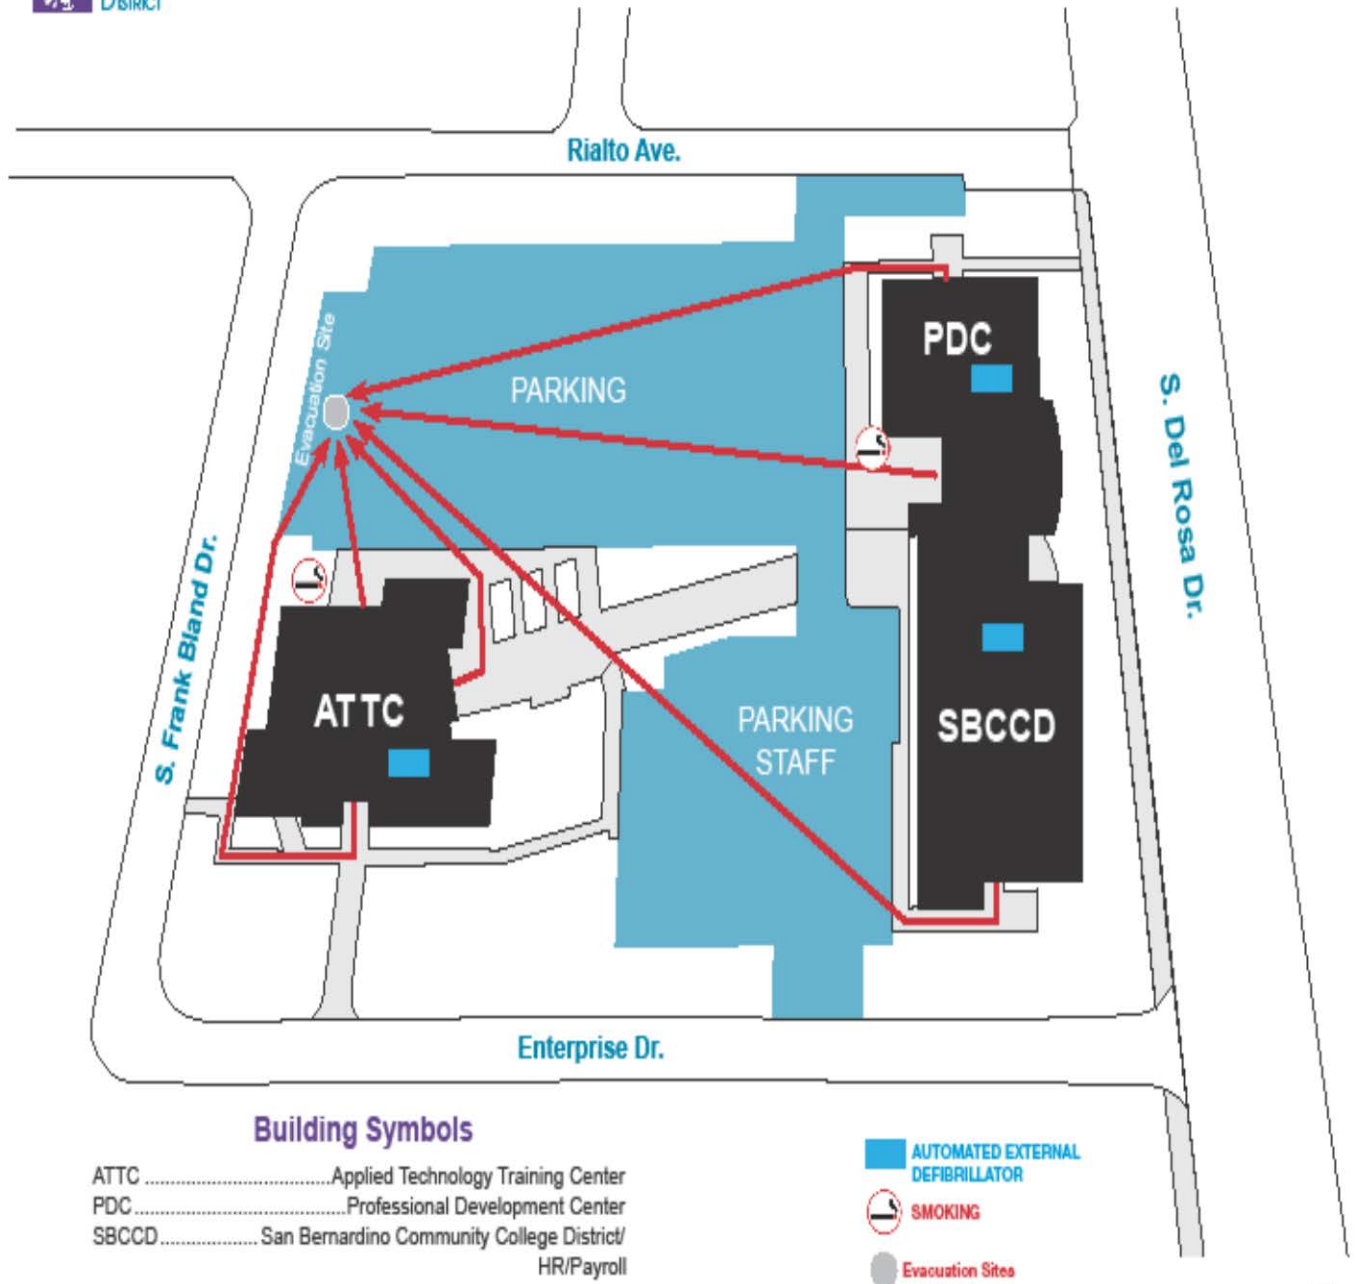 DISTRICT
Rialto Ave.
Evacuation Site
PARKING
PDC
S. Del Rosa Dr.
S. Frank Bland Dr.
ATTC
PARKING
STAFF
SBCCD
Enterprise Dr.
Building Symbols
ATTC ................................. Applied Technology Training Center
PDC ..................................... Professional Development Center
SBCCD ................. San Bernardino Community College District/
HR/Payroll
AUTOMATED EXTERNAL
DEFIBRILLATOR
SMOKING
Evacuation Sites